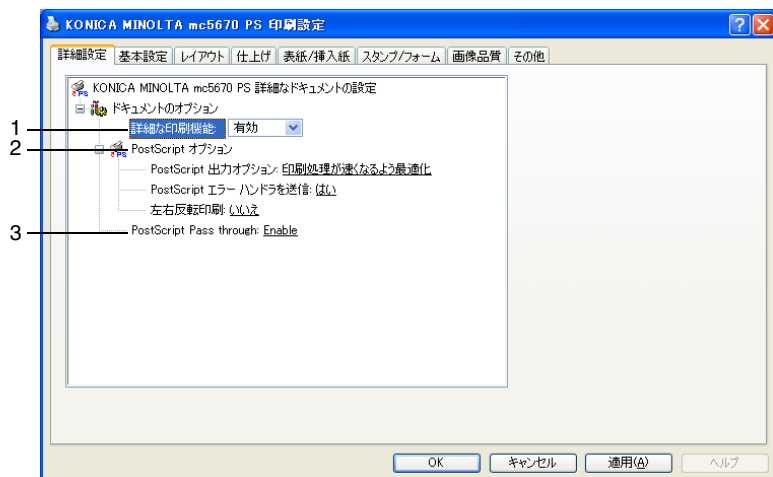 KONICA MINOLTA mc5670 PS 印刷設定
詳細設定 基本設定 レイアウト 仕上げ 表紙/挿入紙 スタンプ/フォーム 画像品質 その他
KONICA MINOLTA mc5670 PS 詳細なドキュメントの設定
ドキュメントのオプション
1 詳細な印刷機能: 有効
2 PostScript オプション
PostScript 出力オプション: 印刷処理が速くなるよう最適化
PostScript エラー ハンドラを送信: はい
左右反転印刷: いいえ
3 PostScript Pass through: Enable
OK キャンセル 適用(A) ヘルプ